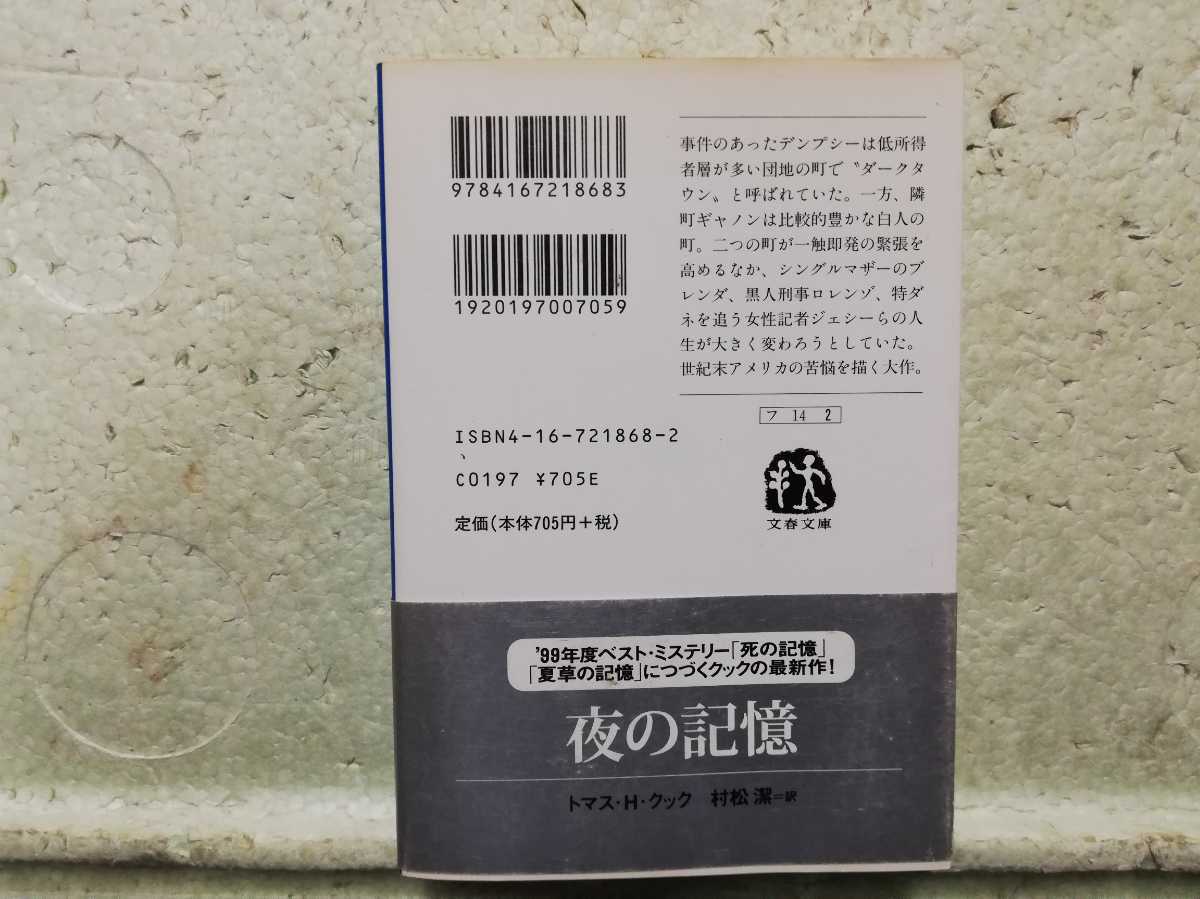 9784167218683
1920197007059
ISBN4-16-721868-2
C0197 ¥705E
定価(本体705円+税)
事件のあったデンプシーは低所得
者層が多い団地の町で〝ダークタ
ウン〟と呼ばれていた。一方、隣
町ギャノンは比較的豊かな白人の
町。二つの町が一触即発の緊張を
高めるなか、シングルマザーのブ
レンダ、黒人刑事ロレンゾ、特ダ
ネを追う女性記者ジェシーらの人
生が大きく変わろうとしていた。
世紀末アメリカの苦悩を描く大作。
フ 14 2
文春文庫
'99年度ベスト・ミステリー「死の記憶」
「夏草の記憶」につづくクックの最新作!
夜の記憶
トマス・H・クック 村松 潔=訳